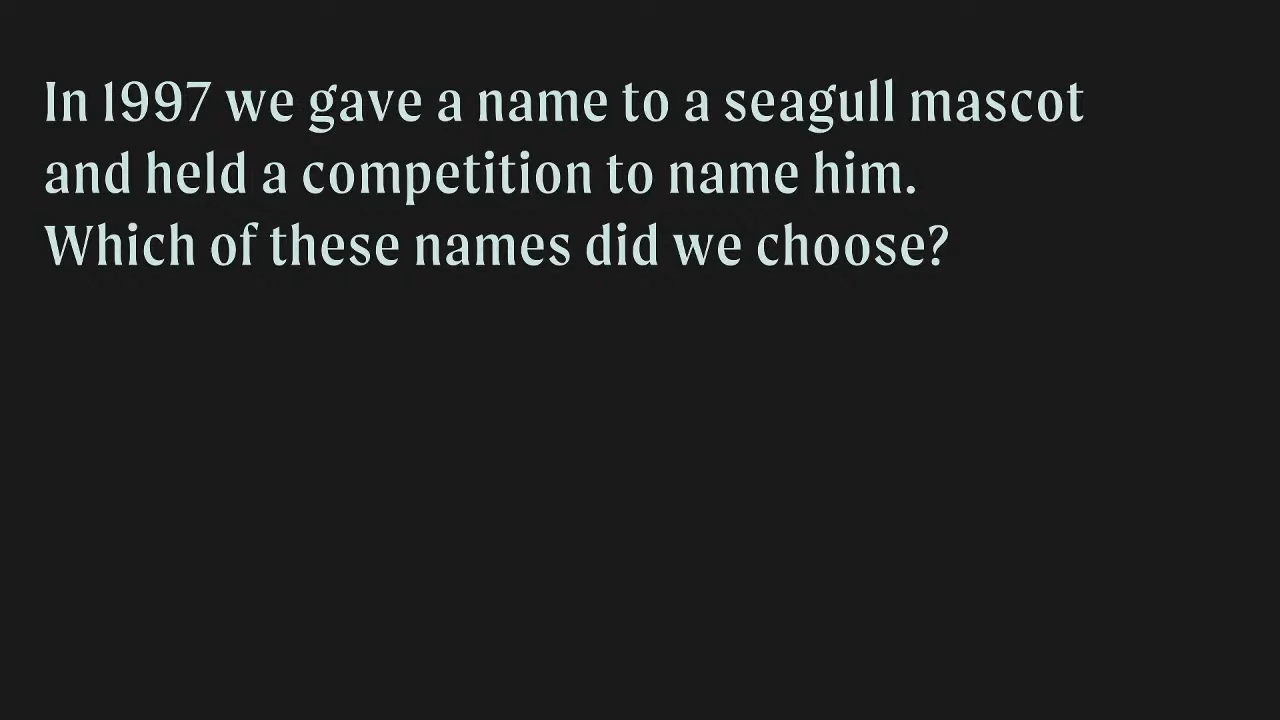 In 1997 we gave a name to a seagull mascot
and held a competition to name him.
Which of these names did we choose?